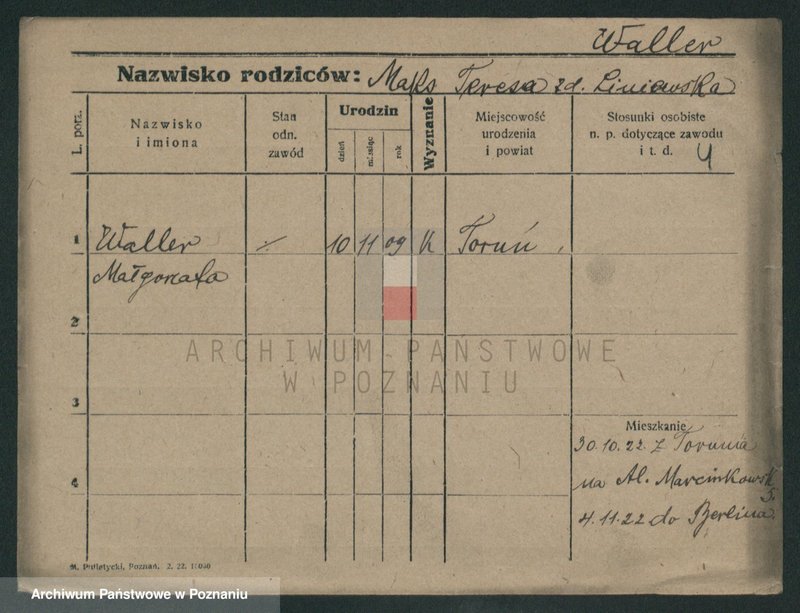 Waller
Nazwisko rodziców: Maks Teresa zd. Liniewska
L. porz.
Nazwisko
i imiona
Stan
odn.
zawód
Urodzin
dzień
miesiąc
rok
Wyznanie
Miejscowość
urodzenia
i powiat
Stosunki osobiste
n. p. dotyczące zawodu
i t. d. 4
1 Waller ./. 10 11 09 K Toruń
Małgorzata
2
ARCHIWUM PAŃSTWOWE
W POZNANIU
3
Mieszkanie
30.10.22. z Torunia
4 na Al. Marcinkowsk
5.
4.11.22 do Berlina.
M. Poznań. 2. 22.
Archiwum Państwowe w Poznaniu